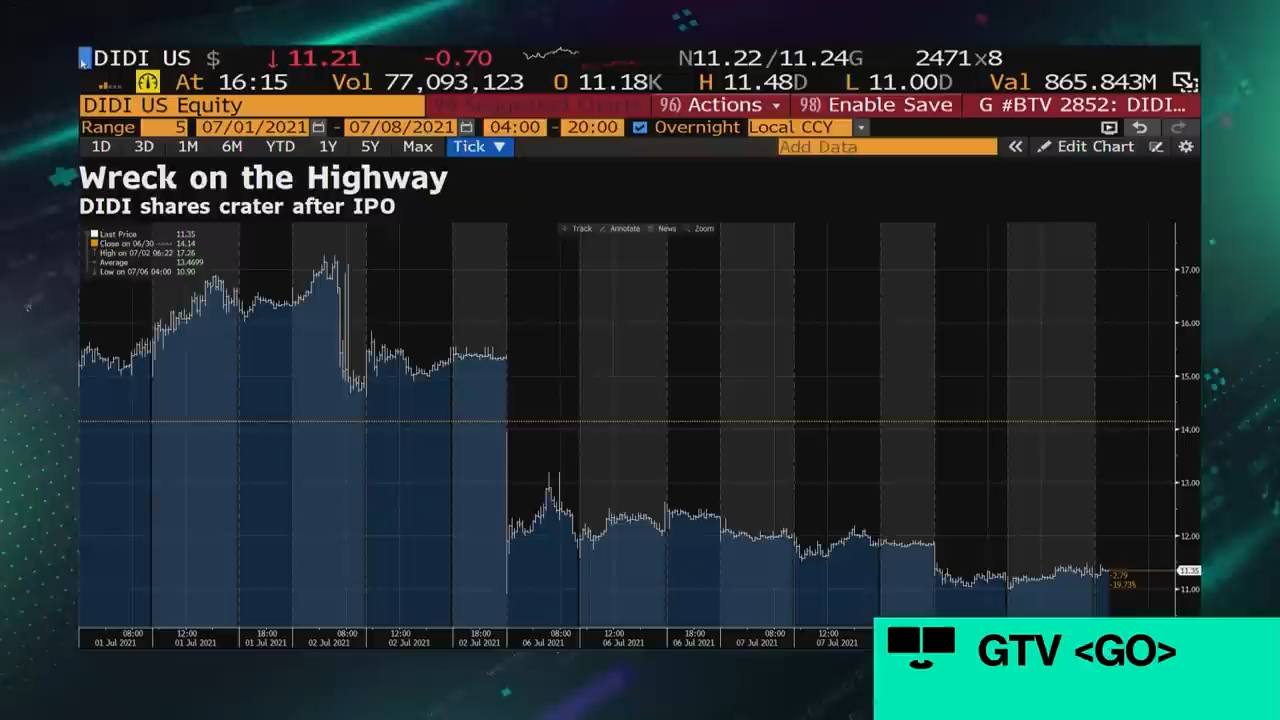 DIDI US $ ↓ 11.21 -0.70 N11.22 / 11.24G 2471x8
At 16:15 Vol 77,093,123 O 11.18K H 11.48D L 11.00D Val 865.843M
DIDI US Equity 96) Actions 98) Enable Save G #BTV 2852: DIDI...
Range 5 07/01/2021 - 07/08/2021 04:00 - 20:00 Overnight Local CCY
1D 3D 1M 6M YTD 1Y 5Y Max Tick ▼ Add Data « Edit Chart
Wreck on the Highway
DIDI shares crater after IPO
Track Annotate News Zoom
Last Price 11.35
Close on 06/30 14.14
High on 07/02 06:22 17.26
Average 13.4699
Low on 07/06 04:00 10.90
17.00
16.00
15.00
14.00
13.00
12.00
11.35
-2.79
-19.73%
11.00
08:00 12:00 18:00 08:00 12:00 18:00 08:00 12:00 18:00 08:00 12:00
01 Jul 2021 01 Jul 2021 01 Jul 2021 02 Jul 2021 02 Jul 2021 02 Jul 2021 06 Jul 2021 06 Jul 2021 06 Jul 2021 07 Jul 2021 07 Jul 2021
GTV <GO>